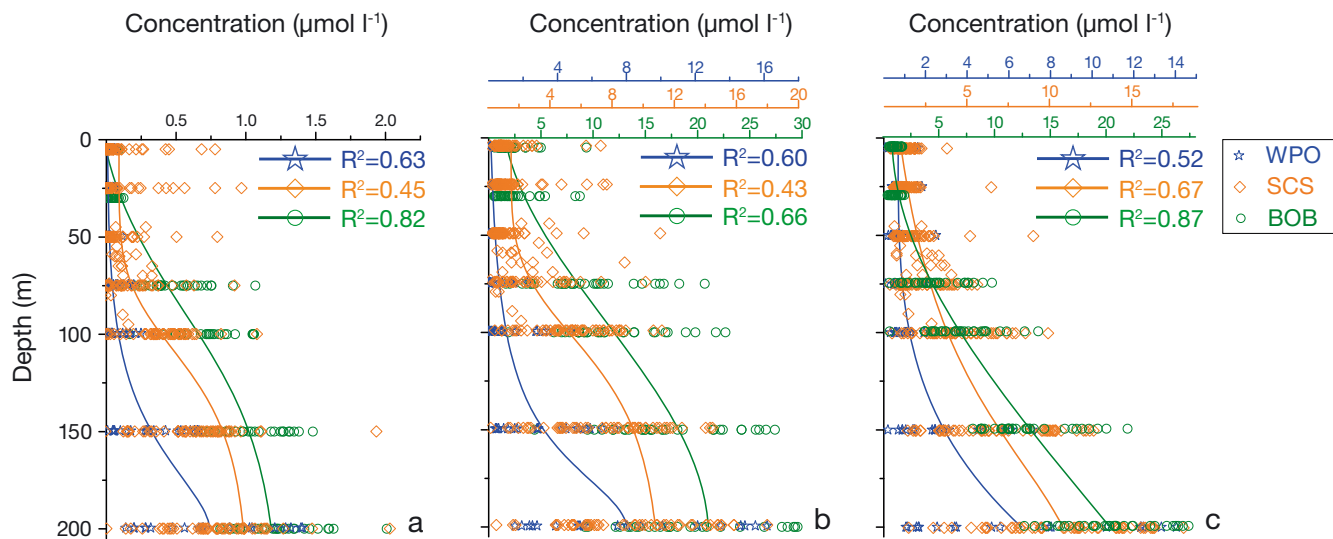 Concentration (µmol l⁻¹) Concentration (µmol l⁻¹) Concentration (µmol l⁻¹)
4 8 12 16
2 4 6 8 10 12 14
4 8 12 16 20
5 10 15
0.5 1.0 1.5 2.0
5 10 15 20 25 30
5 10 15 20 25
0
50
100
150
200
Depth (m)
R²=0.63
R²=0.45
R²=0.82
a
R²=0.60
R²=0.43
R²=0.66
b
R²=0.52
R²=0.67
R²=0.87
c
WPO
SCS
BOB